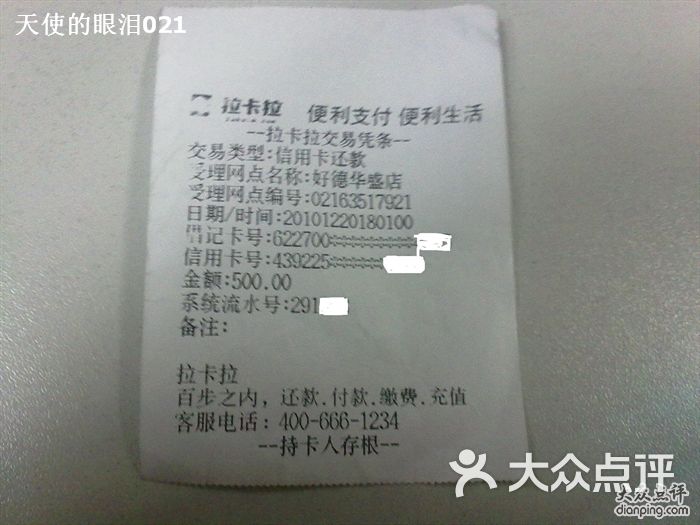 天使的眼泪021
拉卡拉 便利支付 便利生活
--拉卡拉交易凭条--
交易类型:信用卡还款
受理网点名称:好德华盛店
受理网点编号:02163517921
日期/时间:20101220180100
借记卡号:622700
信用卡号:439225
金额:500.00
系统流水号:291
备注:
拉卡拉
百步之内,还款.付款.缴费.充值
客服电话:400-666-1234
--持卡人存根--
大众点评
大众点评
dianping.com